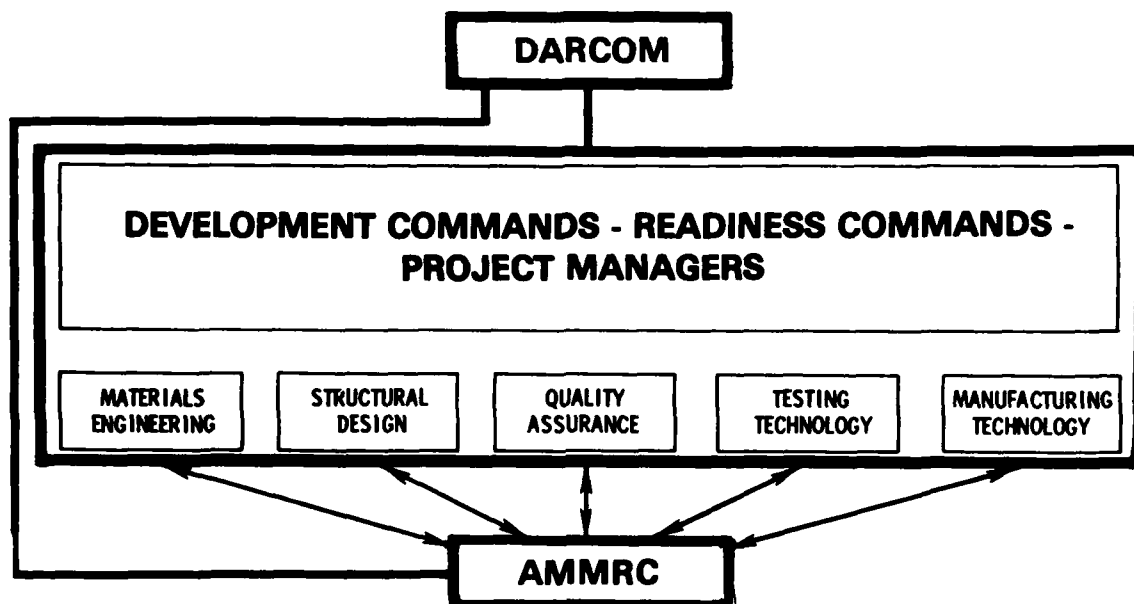 DARCOM
DEVELOPMENT COMMANDS - READINESS COMMANDS -
PROJECT MANAGERS
MATERIALS
ENGINEERING
STRUCTURAL
DESIGN
QUALITY
ASSURANCE
TESTING
TECHNOLOGY
MANUFACTURING
TECHNOLOGY
AMMRC